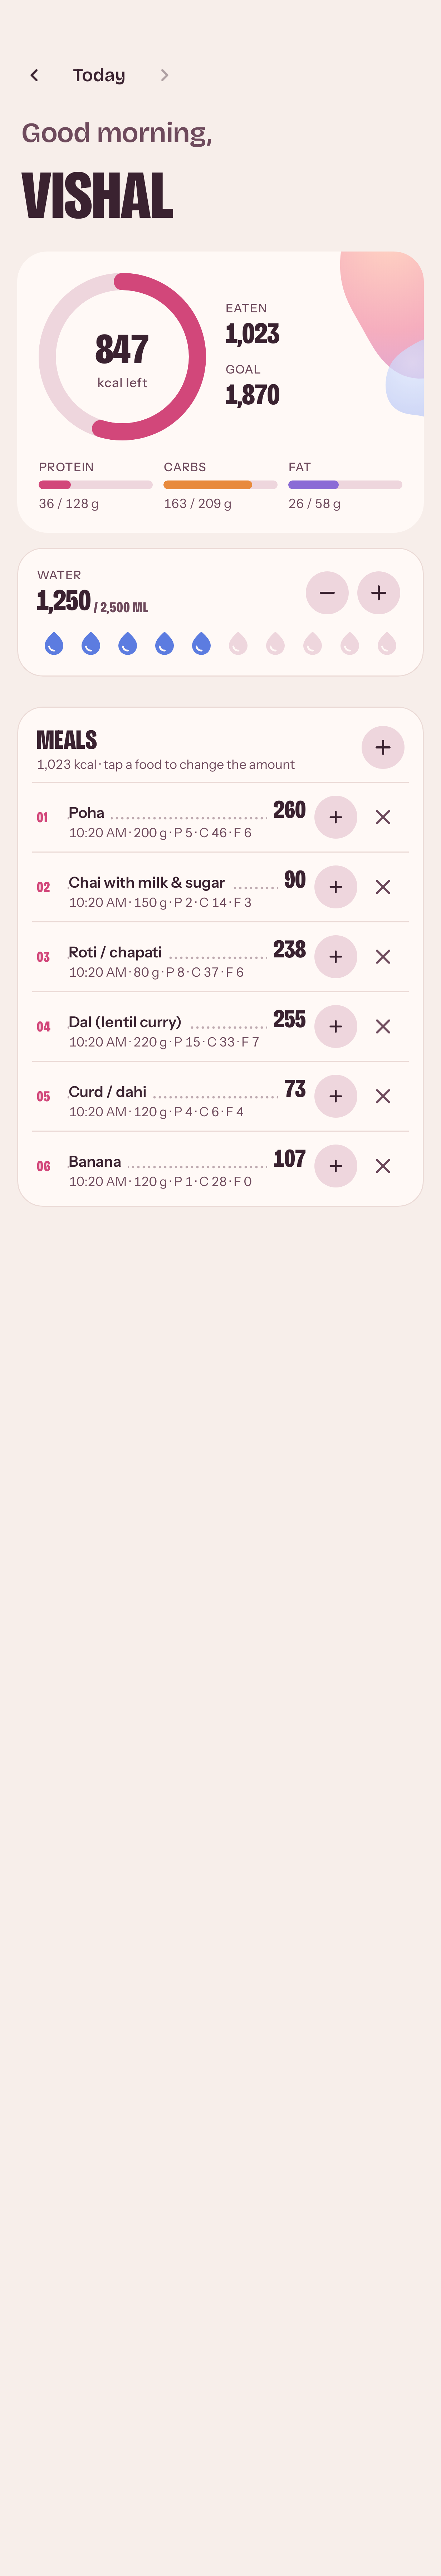 Today
Good morning,
VISHAL
847
kcal left
EATEN
1,023
GOAL
1,870
PROTEIN
36 / 128 g
CARBS
163 / 209 g
FAT
26 / 58 g
WATER
1,250 / 2,500 ML
MEALS
1,023 kcal · tap a food to change the amount
01 Poha 260
10:20 AM · 200 g · P 5 · C 46 · F 6
02 Chai with milk & sugar 90
10:20 AM · 150 g · P 2 · C 14 · F 3
03 Roti / chapati 238
10:20 AM · 80 g · P 8 · C 37 · F 6
04 Dal (lentil curry) 255
10:20 AM · 220 g · P 15 · C 33 · F 7
05 Curd / dahi 73
10:20 AM · 120 g · P 4 · C 6 · F 4
06 Banana 107
10:20 AM · 120 g · P 1 · C 28 · F 0